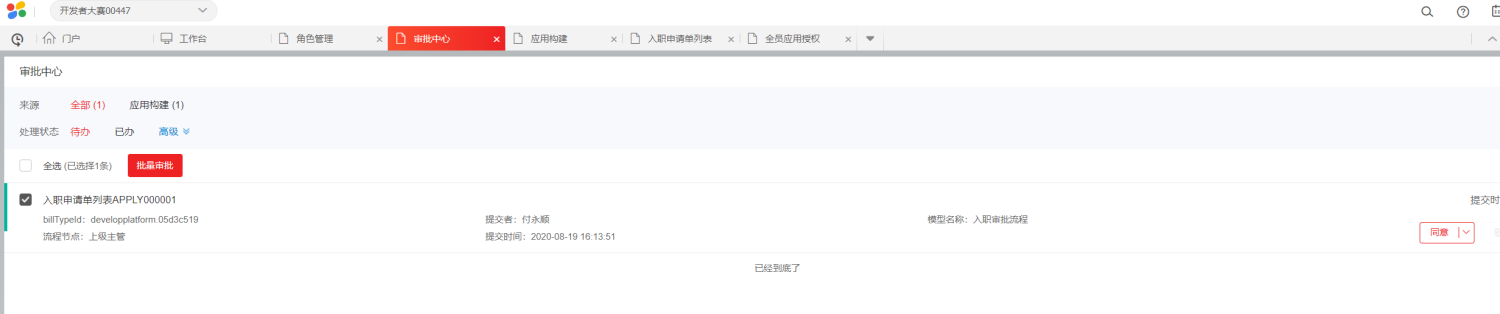 开发者大赛00447
门户 工作台 角色管理 审批中心 应用构建 入职申请单列表 全员应用授权
审批中心
来源 全部 (1) 应用构建 (1)
处理状态 待办 已办 高级
全选 (已选择1条) 批量审批
入职申请单列表APPLY000001 提交时
billTypeId：developplatform.05d3c519 提交者：付永顺 模型名称：入职审批流程
流程节点：上级主管 提交时间：2020-08-19 16:13:51 同意
已经到底了